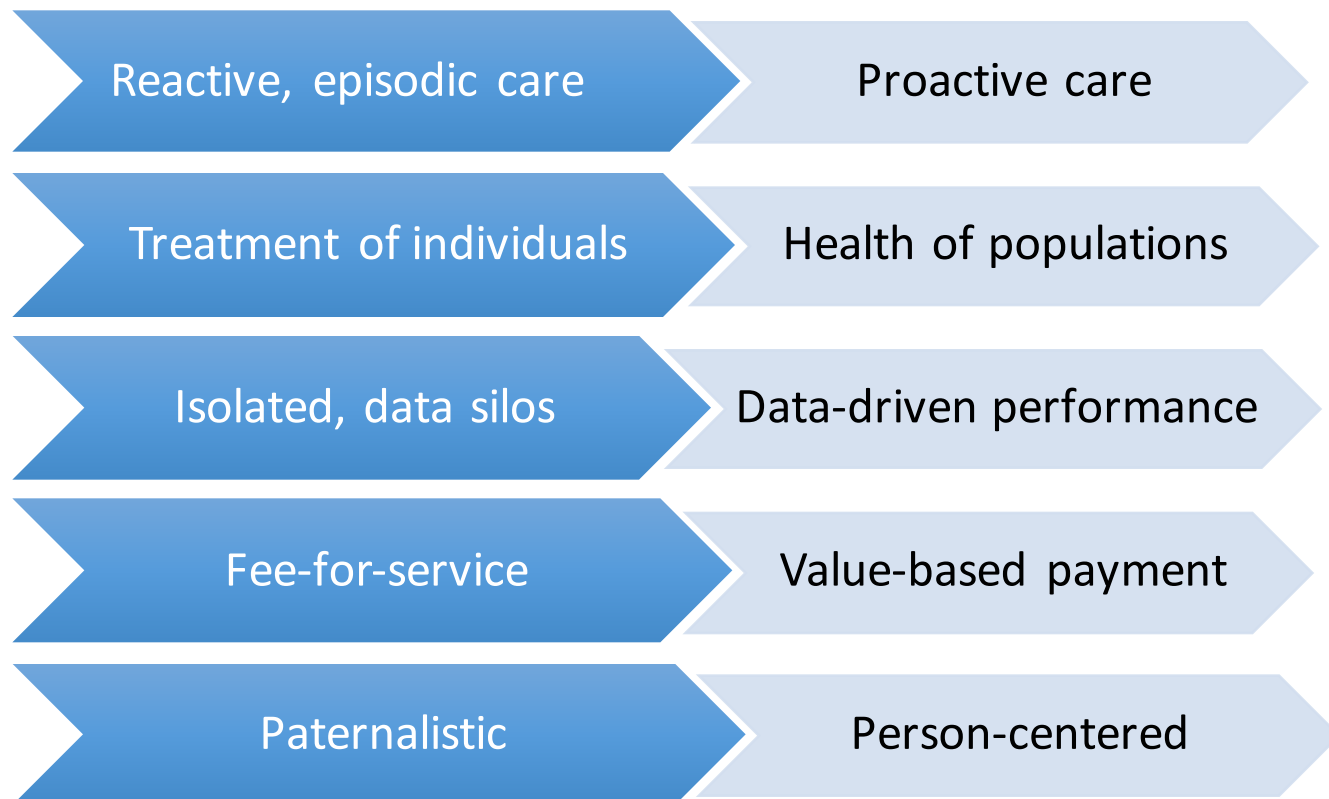 Reactive, episodic care
Proactive care
Treatment of individuals
Health of populations
Isolated, data silos
Data-driven performance
Fee-for-service
Value-based payment
Paternalistic
Person-centered